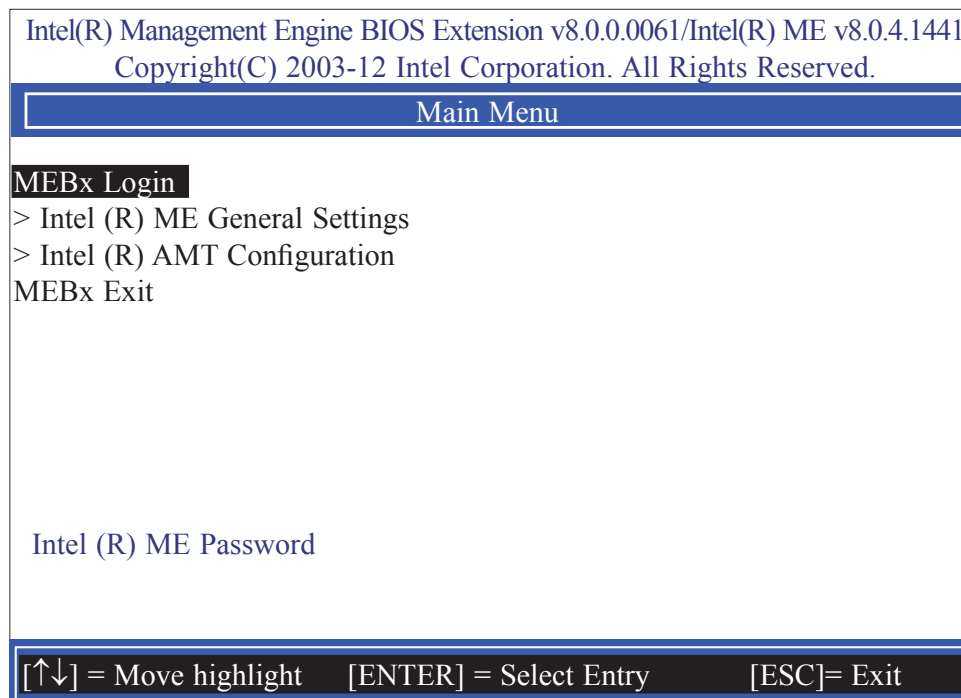 Intel(R) Management Engine BIOS Extension v8.0.0.0061/Intel(R) ME v8.0.4.1441
Copyright(C) 2003-12 Intel Corporation. All Rights Reserved.
Main Menu
MEBx Login
> Intel (R) ME General Settings
> Intel (R) AMT Configuration
MEBx Exit
Intel (R) ME Password
[↑↓] = Move highlight [ENTER] = Select Entry [ESC]= Exit